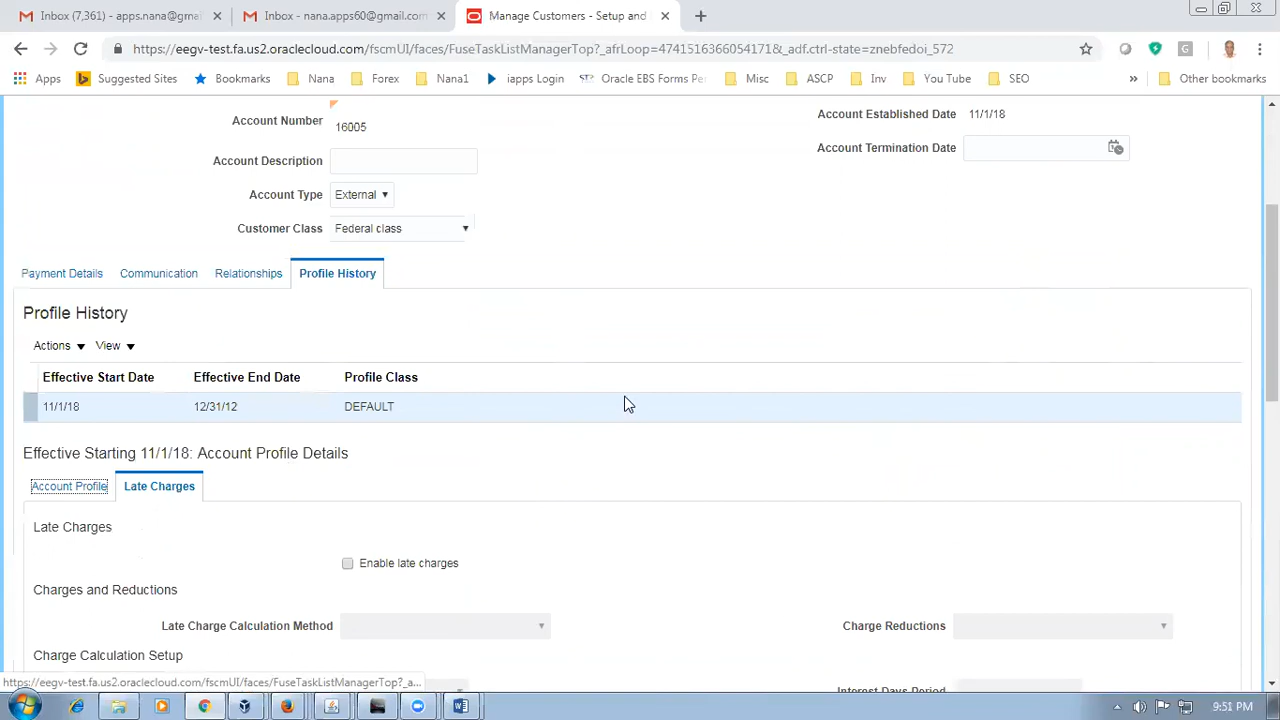 Inbox (7,361) - apps.nana@gma
Inbox - nana.apps60@gmail.com
Manage Customers - Setup and
https://eegv-test.fa.us2.oraclecloud.com/fscmUI/faces/FuseTaskListManagerTop?_afrLoop=47415163660541718&_adf.ctrl-state=znebfedoi_572
Apps
Suggested Sites
Bookmarks
Nana
Forex
Nana1
iapps Login
Oracle EBS Forms Pe
Misc
ASCP
Inv
You Tube
SEO
»
Other bookmarks
Account Number 16005
Account Established Date 11/1/18
Account Termination Date
Account Description
Account Type External
Customer Class Federal class
Payment Details Communication Relationships Profile History
Profile History
Actions View
Effective Start Date Effective End Date Profile Class
11/1/18 12/31/12 DEFAULT
Effective Starting 11/1/18: Account Profile Details
Account Profile Late Charges
Late Charges
Enable late charges
Charges and Reductions
Late Charge Calculation Method Charge Reductions
Charge Calculation Setup
Interest Days Period
https://eegv-test.fa.us2.oraclecloud.com/fscmUI/faces/FuseTaskListManagerTop?_a...
9:51 PM